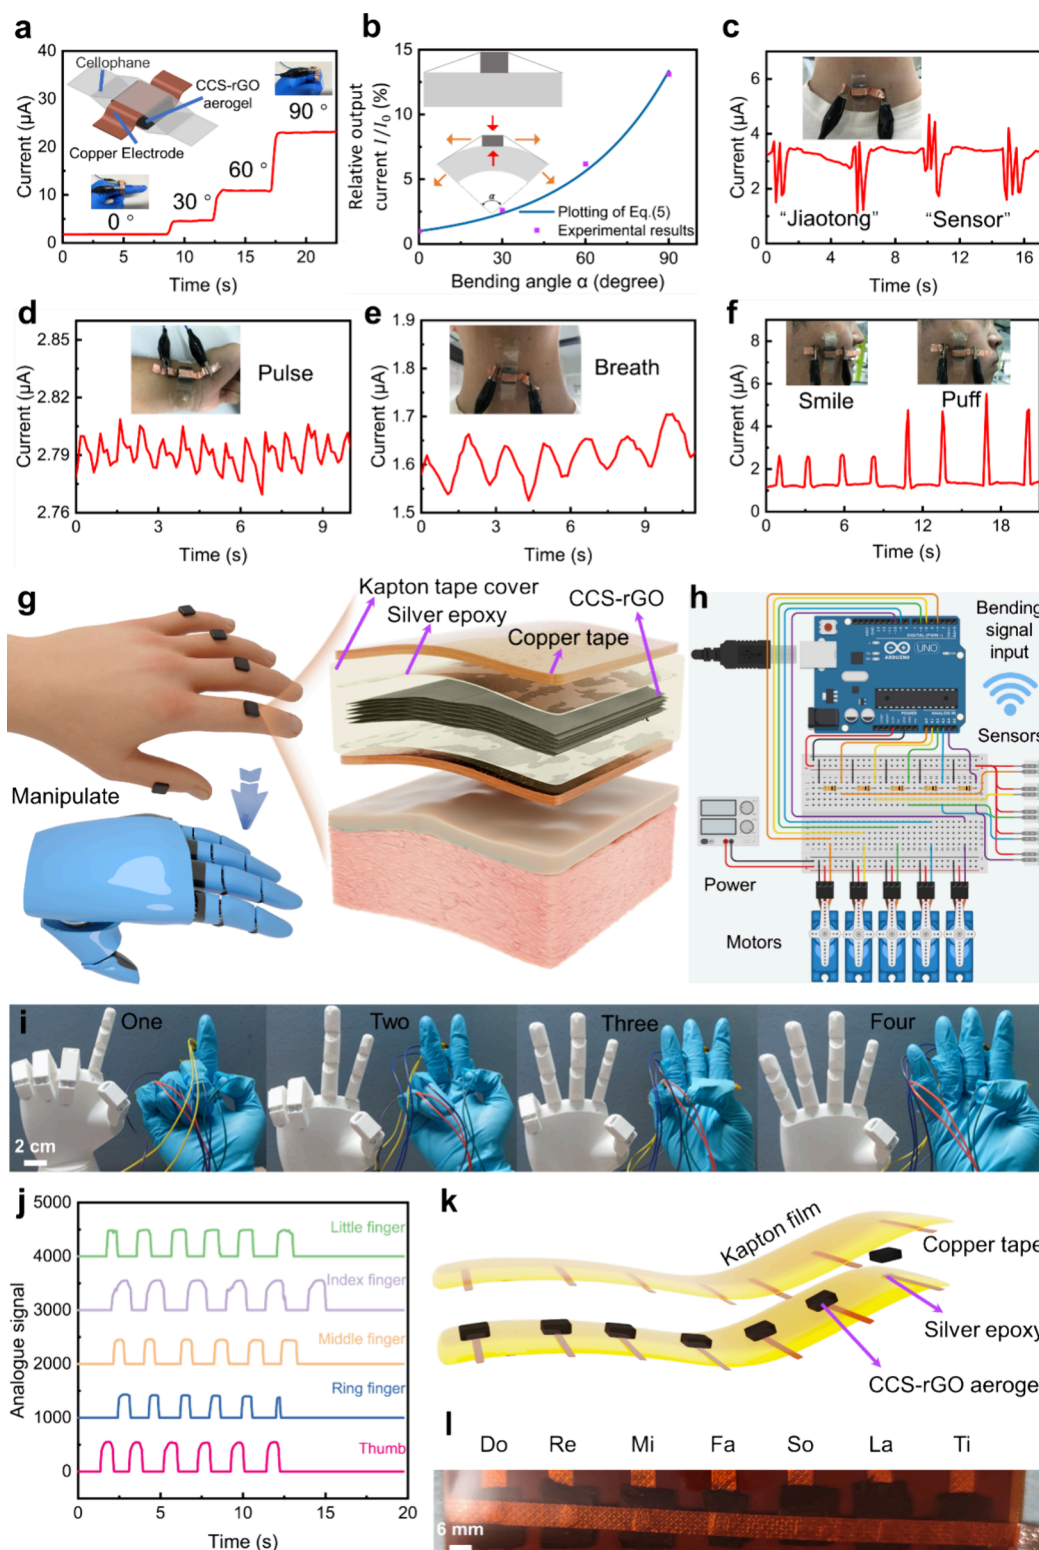 a
40
30
20
10
0
Current (μA)
0
5
10
15
20
Time (s)
Cellophane
CCS-rGO
aerogel
Copper Electrode
0 °
30 °
60 °
90 °
b
15
10
5
0
Relative output
current I / I0 (%)
0
30
60
90
Bending angle α (degree)
α
Plotting of Eq.(5)
Experimental results
c
6
4
2
0
Current (μA)
0
4
8
12
16
Time (s)
“Jiaotong”
“Sensor”
d
2.85
2.82
2.79
2.76
Current (μA)
0
3
6
9
Time (s)
Pulse
e
1.9
1.8
1.7
1.6
1.5
Current (μA)
0
3
6
9
Time (s)
Breath
f
8
6
4
2
0
Current (μA)
0
6
12
18
Time (s)
Smile
Puff
g
Kapton tape cover
Silver epoxy
CCS-rGO
Copper tape
Manipulate
h
Bending
signal
input
ARDUINO
UNO
DIGITAL (PWM~)
POWER
ANALOG IN
Sensors
Power
Motors
i
One
Two
Three
Four
2 cm
j
5000
4000
3000
2000
1000
0
Analogue signal
Little finger
Index finger
Middle finger
Ring finger
Thumb
0
5
10
15
20
Time (s)
k
Kapton film
Copper tape
Silver epoxy
CCS-rGO aerogel
l
Do Re Mi Fa So La Ti
6 mm